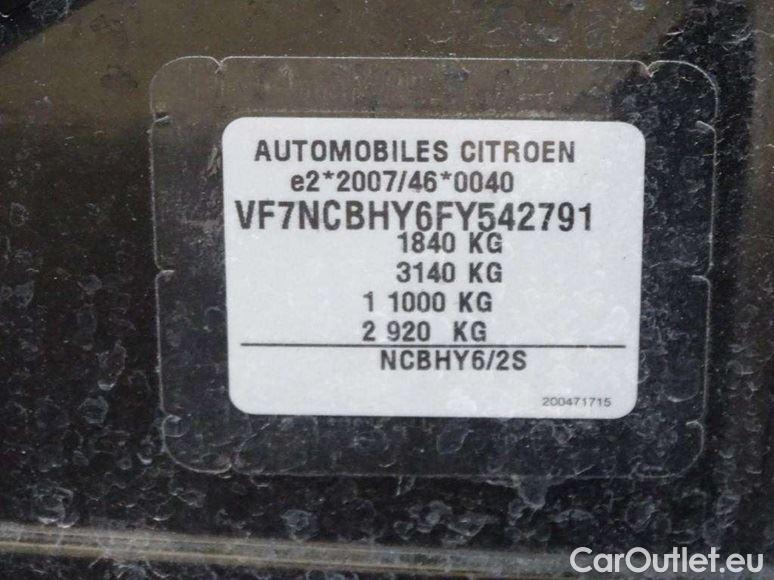 AUTOMOBILES CITROEN
e2*2007/46*0040
VF7NCBHY6FY542791
1840 KG
3140 KG
1 1000 KG
2 920 KG
NCBHY6/2S
200471715
CarOutlet.eu